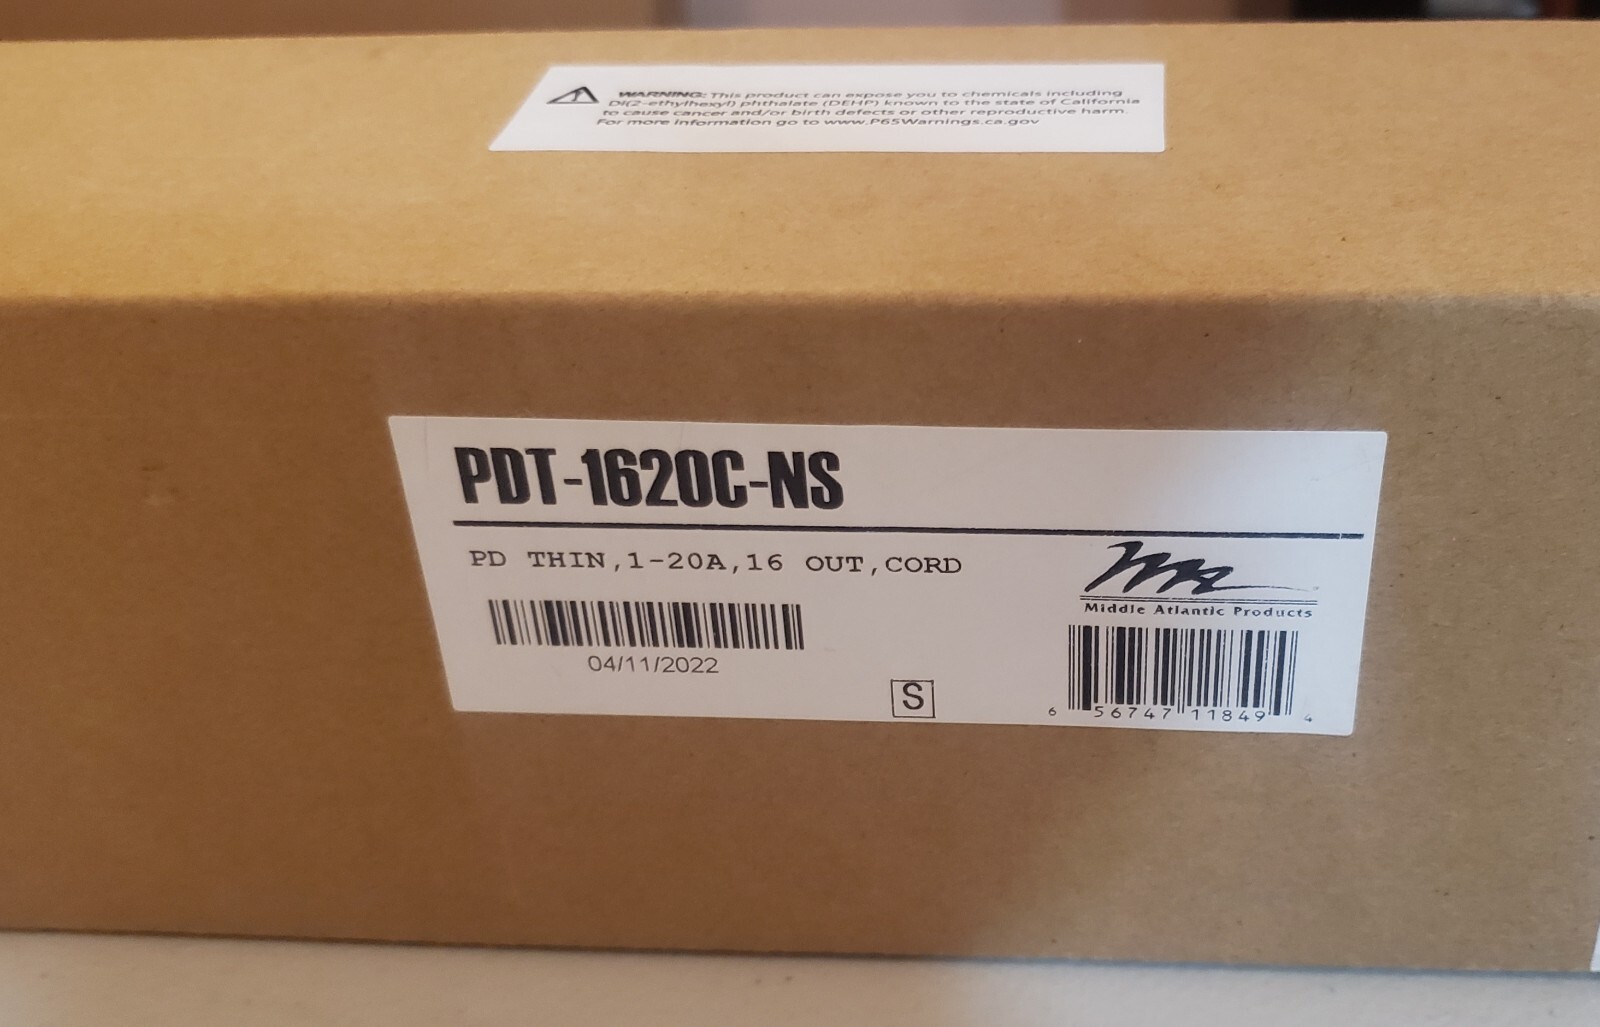 WARNING: This product can expose you to chemicals including
Di(2-ethylhexyl) phthalate (DEHP) known to the state of California
to cause cancer and/or birth defects or other reproductive harm.
For more information go to www.P65Warnings.ca.gov
PDT-1620C-NS
PD THIN,1-20A,16 OUT,CORD
Middle Atlantic Products
04/11/2022
S
6 56747 11849 4